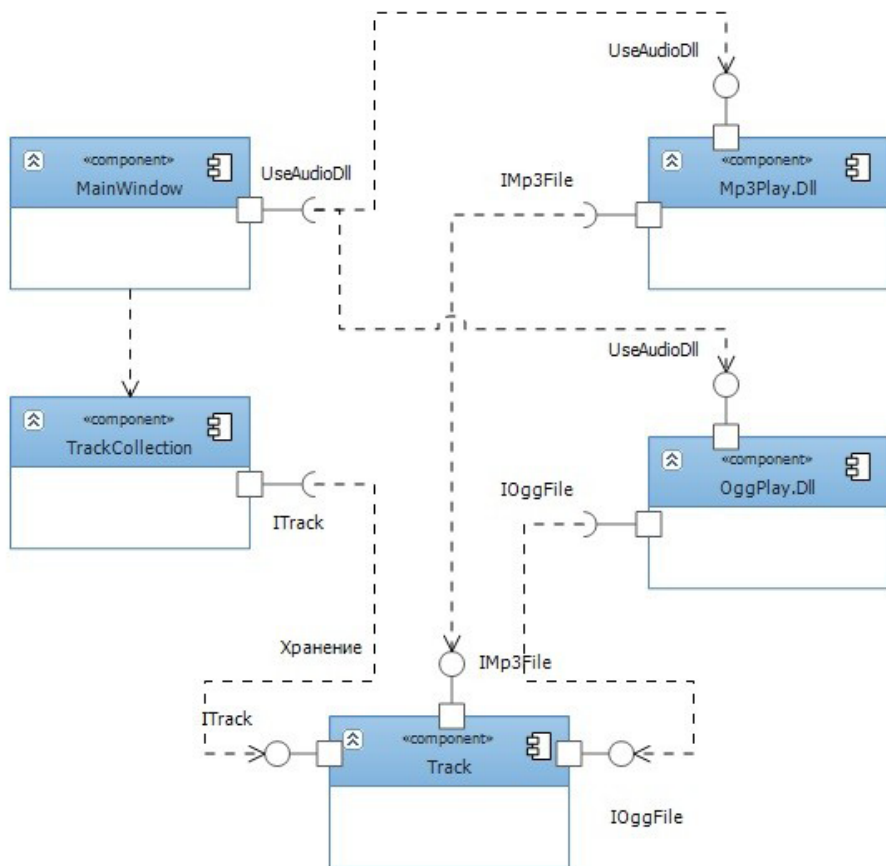 UseAudioDll
«component»
MainWindow
UseAudioDll
IMp3File
«component»
Mp3Play.Dll
UseAudioDll
«component»
TrackCollection
ITrack
IOggFile
«component»
OggPlay.Dll
Хранение
IMp3File
ITrack
«component»
Track
IOggFile